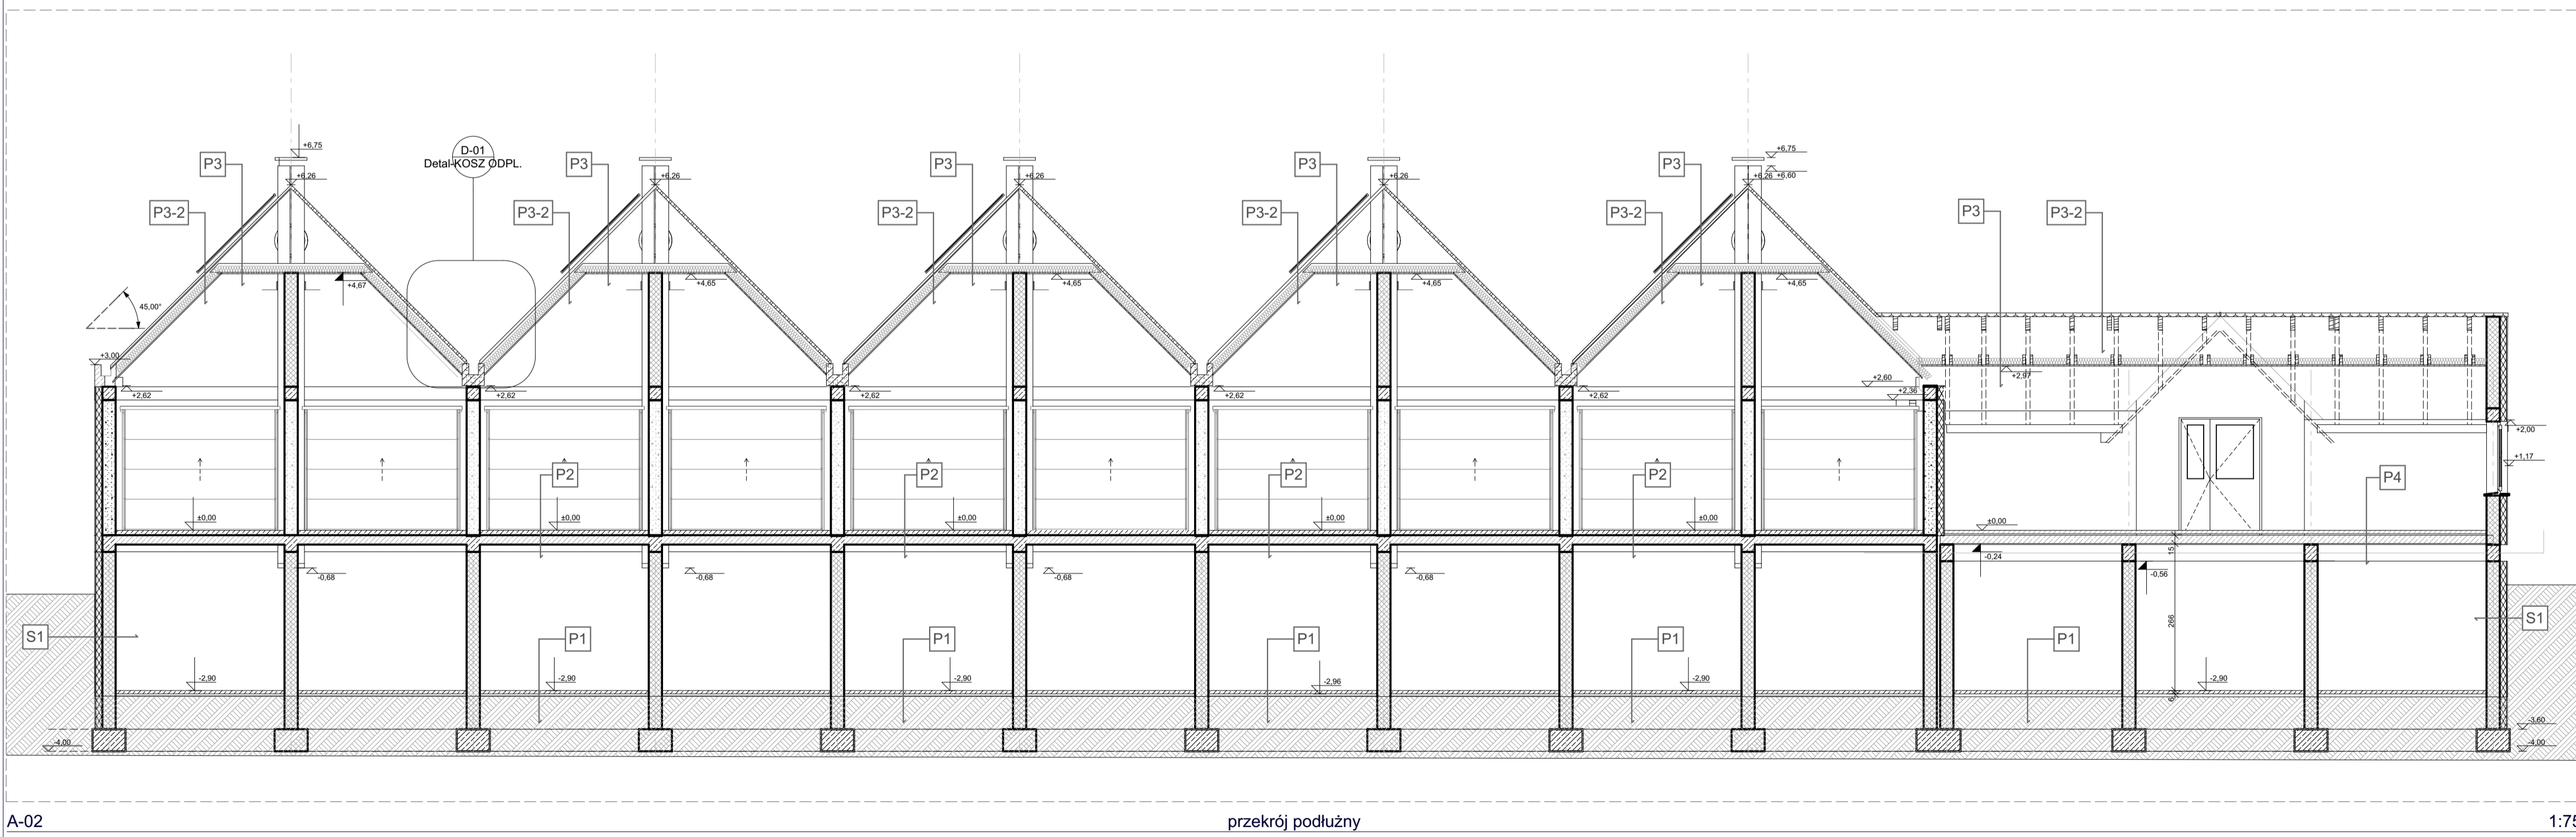 +6,75
D-01
Detal-KOSZ ODPL.
+6,75
P3 P3 P3 P3 P3
+6,26 +6,26 +6,26 +6,26 +6,26 +6,60
P3-2 P3-2 P3-2 P3-2 P3-2 P3 P3-2
+4,67 +4,65 +4,65 +4,65 +4,65
45,00°
+3,00
+2,97
+2,60
+2,62 +2,62 +2,62 +2,62 +2,62 +2,36
+2,00
+1,17
P2 P2 P2 P2 P4
±0,00 ±0,00 ±0,00 ±0,00 ±0,00 ±0,00
15
-0,24
-0,68 -0,68 -0,68 -0,68 -0,56
266
S1 P1 P1 P1 P1 P1 S1
-2,90 -2,90 -2,90 -2,96 -2,90 -2,90
6
-3,60
-4,00 -4,00
A-02 przekrój podłużny 1:75